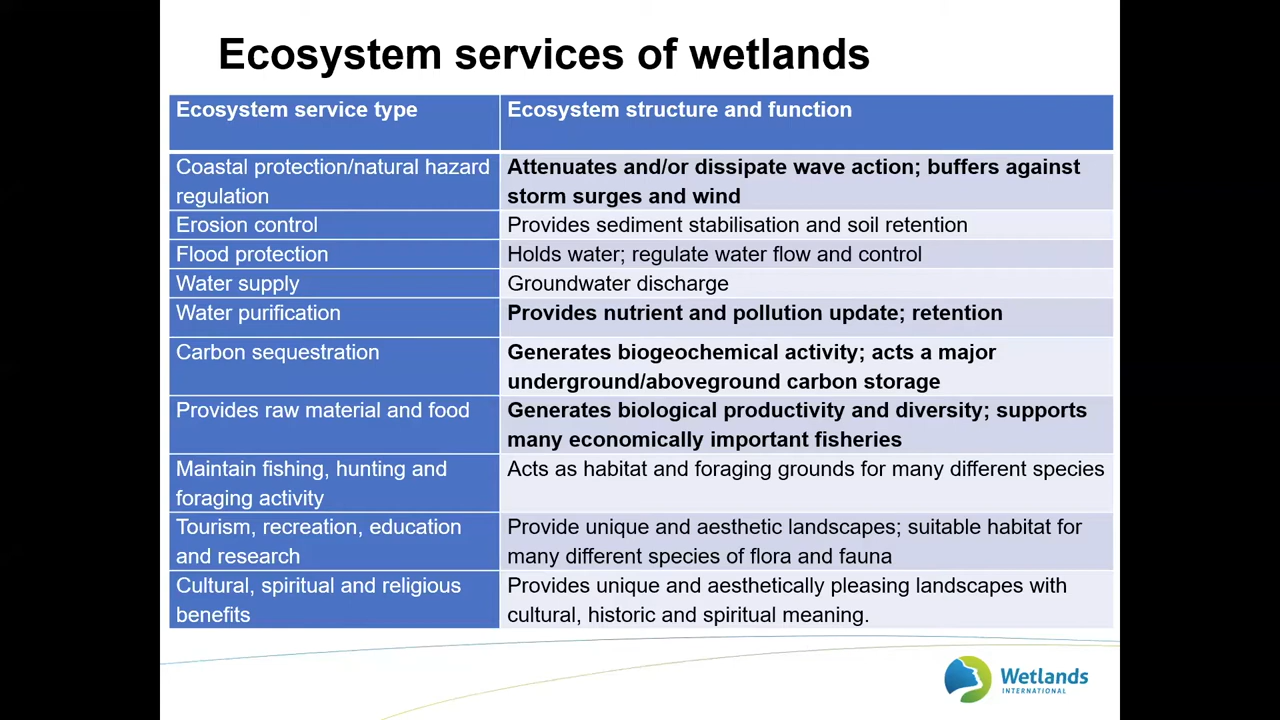 Ecosystem services of wetlands
Ecosystem service type
Ecosystem structure and function
Coastal protection/natural hazard
regulation
Attenuates and/or dissipate wave action; buffers against
storm surges and wind
Erosion control
Provides sediment stabilisation and soil retention
Flood protection
Holds water; regulate water flow and control
Water supply
Groundwater discharge
Water purification
Provides nutrient and pollution update; retention
Carbon sequestration
Generates biogeochemical activity; acts a major
underground/aboveground carbon storage
Provides raw material and food
Generates biological productivity and diversity; supports
many economically important fisheries
Maintain fishing, hunting and
foraging activity
Acts as habitat and foraging grounds for many different species
Tourism, recreation, education
and research
Provide unique and aesthetic landscapes; suitable habitat for
many different species of flora and fauna
Cultural, spiritual and religious
benefits
Provides unique and aesthetically pleasing landscapes with
cultural, historic and spiritual meaning.
Wetlands
INTERNATIONAL